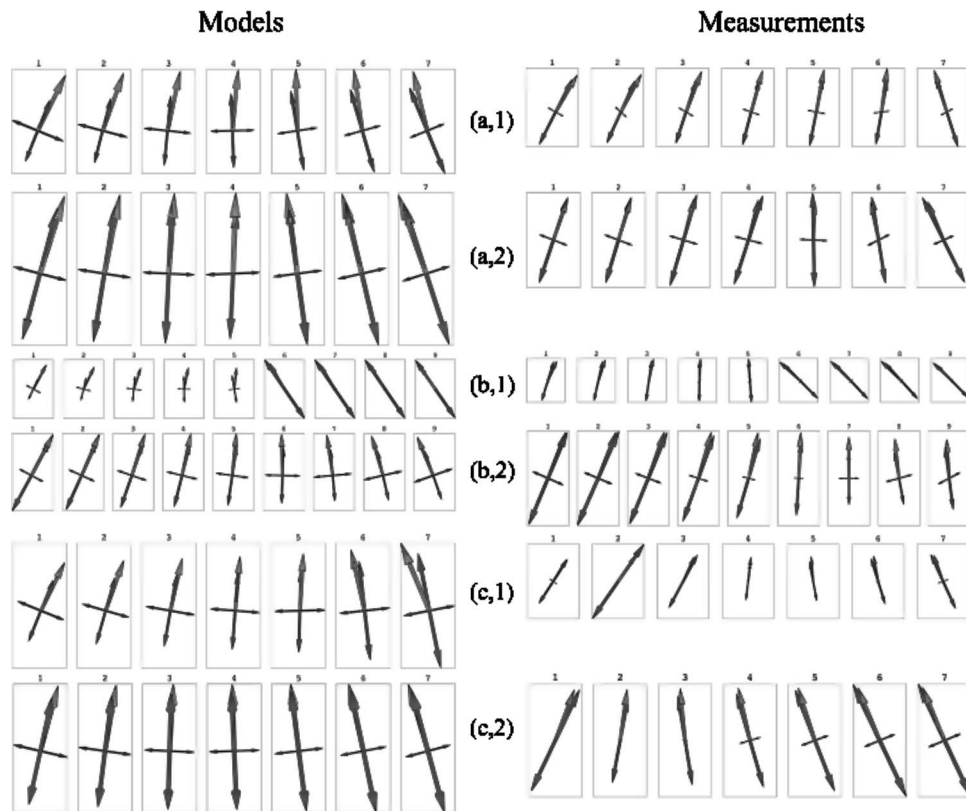 Models Measurements
1 2 3 4 5 6 7 (a,1) 1 2 3 4 5 6 7
1 2 3 4 5 6 7 (a,2) 1 2 3 4 5 6 7
1 2 3 4 5 6 7 8 9 (b,1) 1 2 3 4 5 6 7 8 9
1 2 3 4 5 6 7 8 9 (b,2) 1 2 3 4 5 6 7 8 9
1 2 3 4 5 6 7 (c,1) 1 2 3 4 5 6 7
1 2 3 4 5 6 7 (c,2) 1 2 3 4 5 6 7